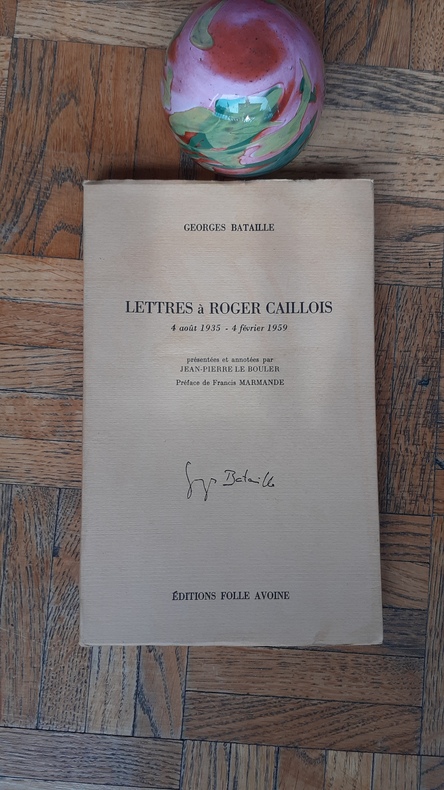 GEORGES BATAILLE
LETTRES à ROGER CAILLOIS
4 août 1935 - 4 février 1959
présentées et annotées par
JEAN-PIERRE LE BOULER
Préface de Francis MARMANDE
Georges Bataille
ÉDITIONS FOLLE AVOINE